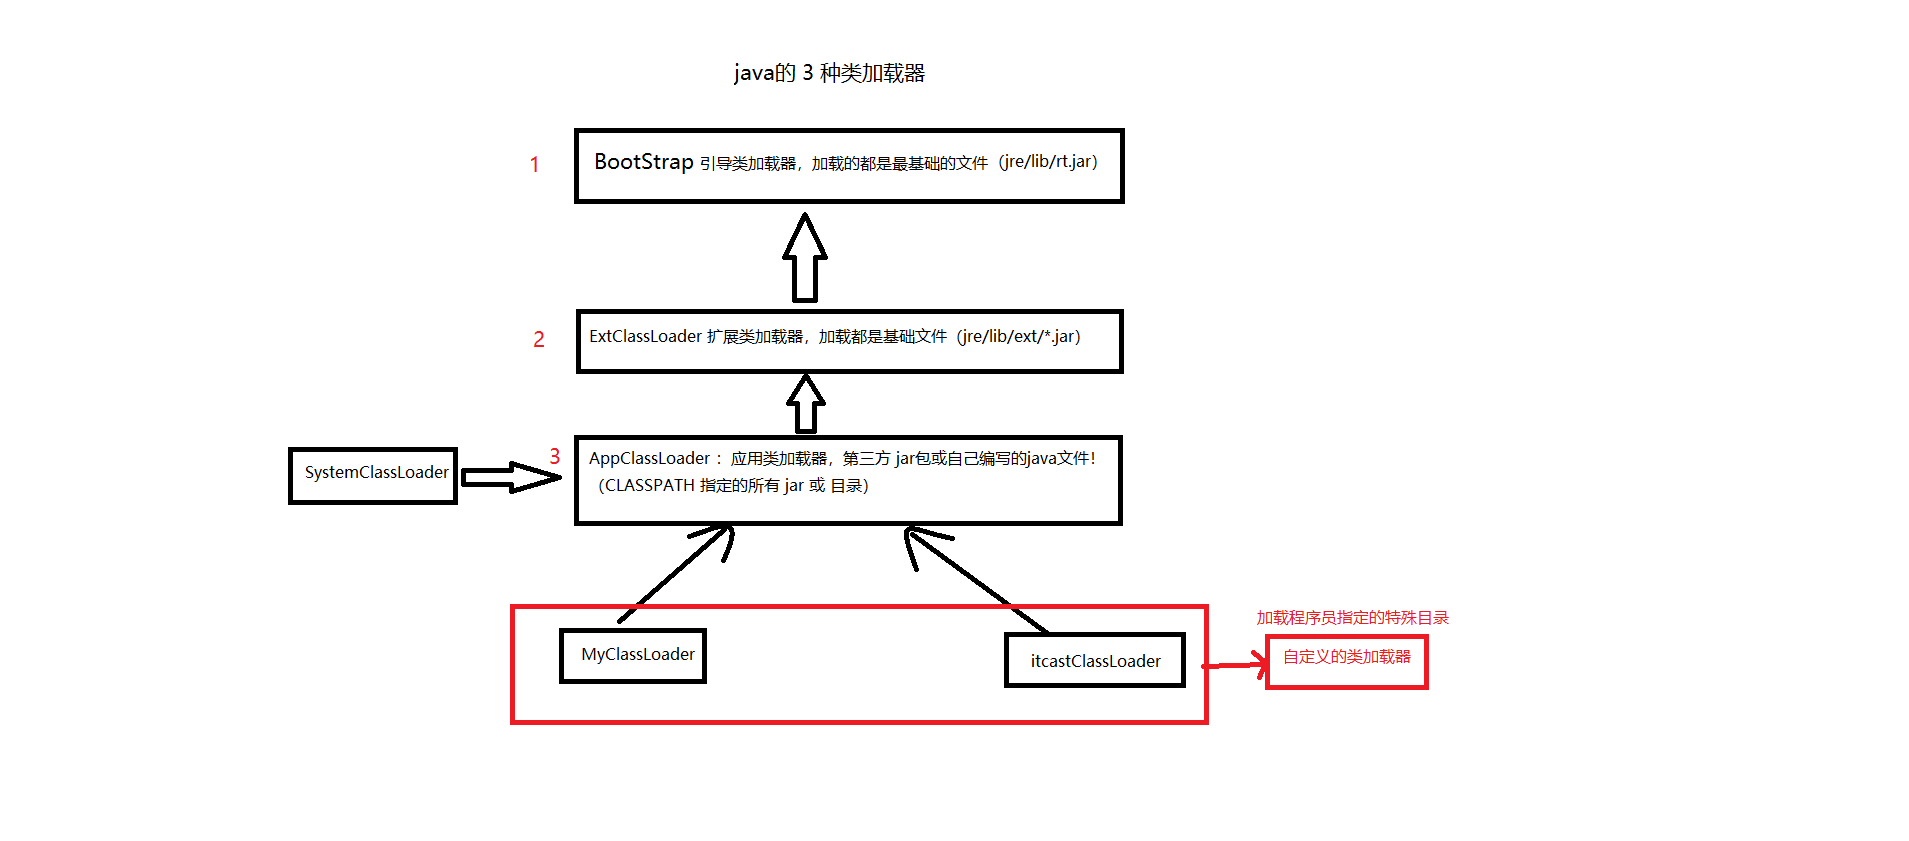 java的 3 种类加载器
1
BootStrap 引导类加载器，加载的都是最基础的文件（jre/lib/rt.jar）
2
ExtClassLoader 扩展类加载器，加载都是基础文件（jre/lib/ext/*.jar）
3
AppClassLoader ：应用类加载器，第三方 jar包或自己编写的java文件！
（CLASSPATH 指定的所有 jar 或 目录）
SystemClassLoader
加载程序员指定的特殊目录
MyClassLoader
itcastClassLoader
自定义的类加载器